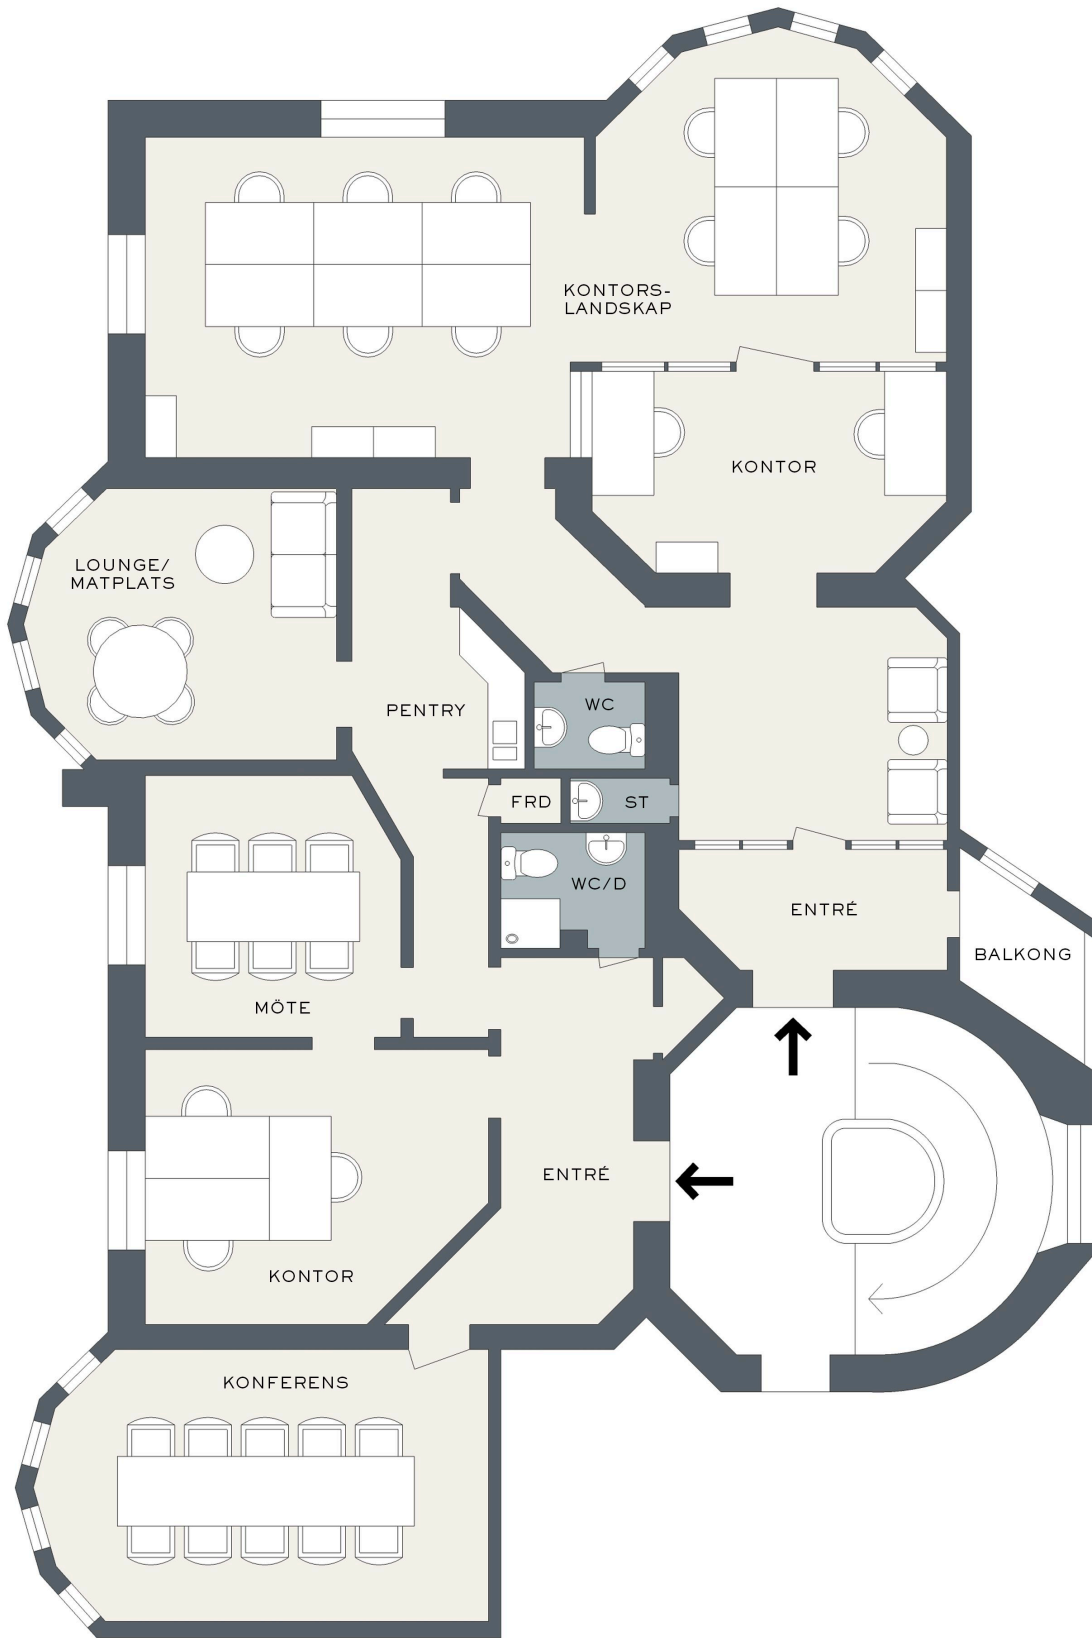 KONTORS-
LANDSKAP
KONTOR
LOUNGE/
MATPLATS
PENTRY
WC
FRD
ST
WC/D
ENTRÉ
BALKONG
MÖTE
ENTRÉ
KONTOR
KONFERENS